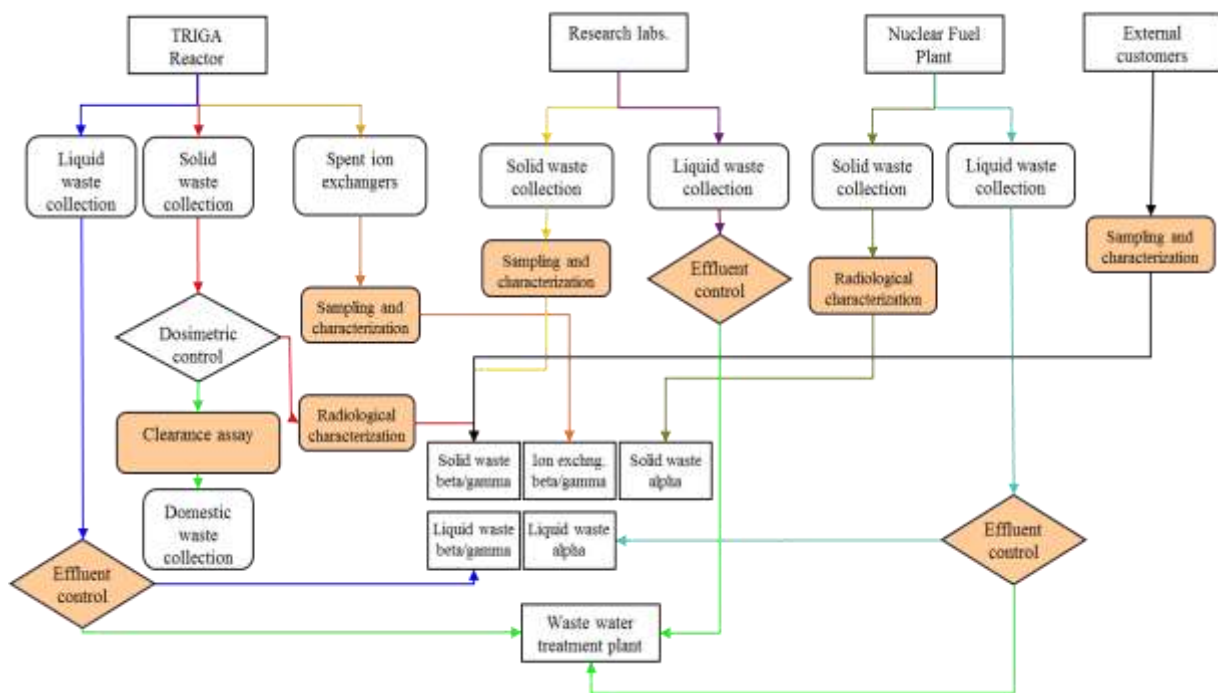 TRIGA
Reactor
Research labs.
Nuclear Fuel
Plant
External
customers
Liquid
waste
collection
Solid
waste
collection
Spent ion
exchangers
Solid waste
collection
Liquid waste
collection
Solid waste
collection
Liquid waste
collection
Sampling and
characterization
Effluent
control
Radiological
characterization
Sampling and
characterization
Sampling and
characterization
Dosimetric
control
Clearance assay
Radiological
characterization
Solid waste
beta/gamma
Ion exchng.
beta/gamma
Solid waste
alpha
Domestic
waste
collection
Liquid waste
beta/gamma
Liquid waste
alpha
Effluent
control
Effluent
control
Waste water
treatment plant